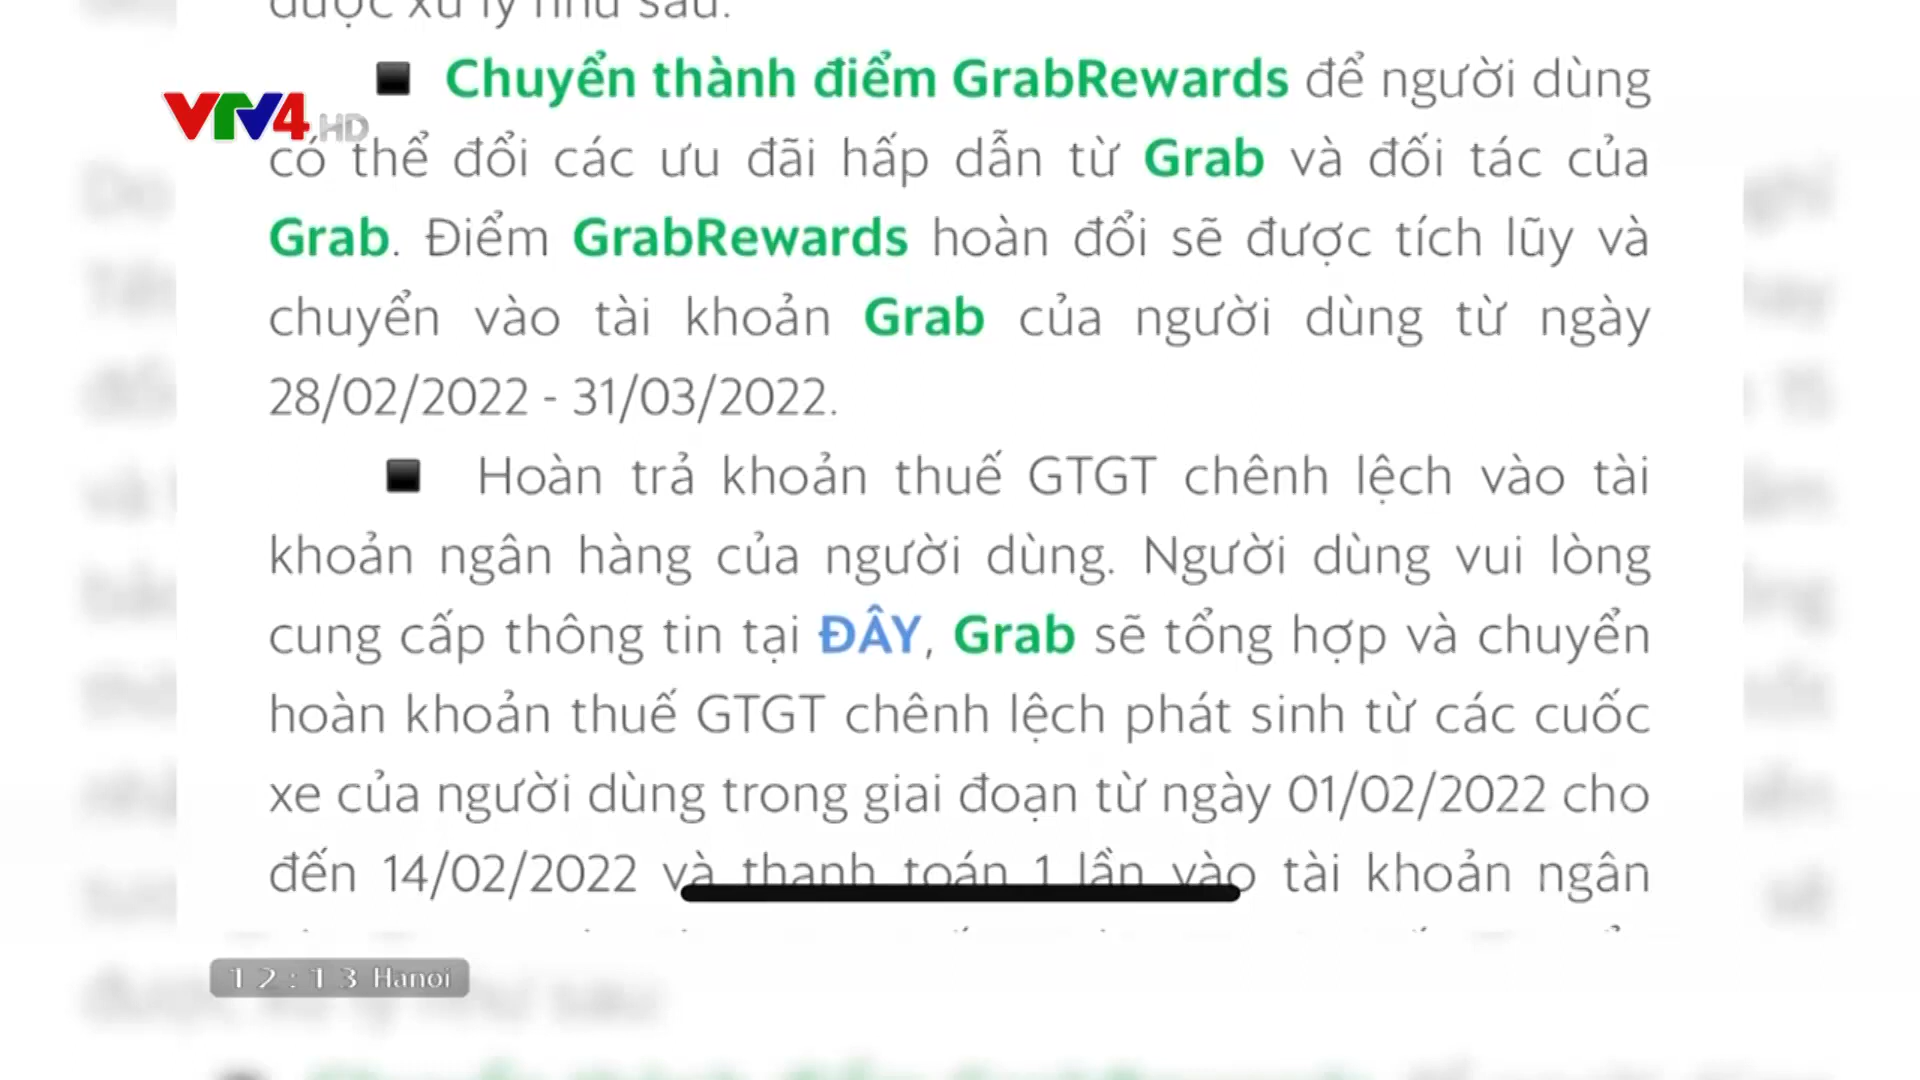 được xử lý như sau:
◾ Chuyển thành điểm GrabRewards để người dùng
VTV4 HD
có thể đổi các ưu đãi hấp dẫn từ Grab và đối tác của
Grab. Điểm GrabRewards hoàn đổi sẽ được tích lũy và
chuyển vào tài khoản Grab của người dùng từ ngày
28/02/2022 - 31/03/2022.
◾ Hoàn trả khoản thuế GTGT chênh lệch vào tài
khoản ngân hàng của người dùng. Người dùng vui lòng
cung cấp thông tin tại ĐÂY, Grab sẽ tổng hợp và chuyển
hoàn khoản thuế GTGT chênh lệch phát sinh từ các cuốc
xe của người dùng trong giai đoạn từ ngày 01/02/2022 cho
đến 14/02/2022 và thanh toán 1 lần vào tài khoản ngân
12:13 Hanoi